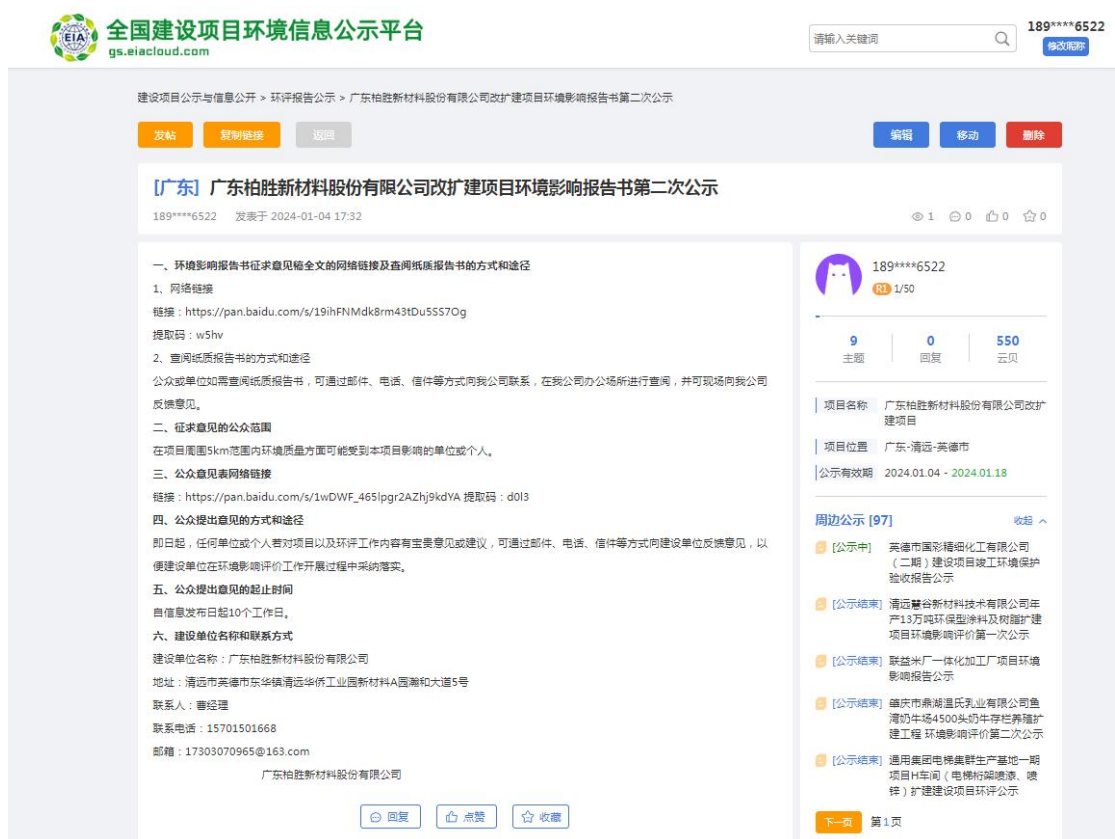 EIA
全国建设项目环境信息公示平台
gs.eiacloud.com
请输入关键词
189****6522
修改昵称
建设项目公示与信息公开 > 环评报告公示 > 广东柏胜新材料股份有限公司改扩建项目环境影响报告书第二次公示
发帖 复制链接 返回 编辑 移动 删除
[广东] 广东柏胜新材料股份有限公司改扩建项目环境影响报告书第二次公示
189****6522 发表于 2024-01-04 17:32 1 0 0 0
一、环境影响报告书征求意见稿全文的网络链接及查阅纸质报告书的方式和途径
1、网络链接
链接：https://pan.baidu.com/s/19ihFNMdk8rm43tDu5SS7Og
提取码：w5hv
2、查阅纸质报告书的方式和途径
公众或单位如需查阅纸质报告书，可通过邮件、电话、信件等方式向我公司联系，在我公司办公场所进行查阅，并可现场向我公司
反馈意见。
二、征求意见的公众范围
在项目周围5km范围内环境质量方面可能受到本项目影响的单位或个人。
三、公众意见表网络链接
链接：https://pan.baidu.com/s/1wDWF_465lpgr2AZhj9kdYA 提取码：d0l3
四、公众提出意见的方式和途径
即日起，任何单位或个人若对项目以及环评工作内容有宝贵意见或建议，可通过邮件、电话、信件等方式向建设单位反馈意见，以
便建设单位在环境影响评价工作开展过程中采纳落实。
五、公众提出意见的起止时间
自信息发布日起10个工作日。
六、建设单位名称和联系方式
建设单位名称：广东柏胜新材料股份有限公司
地址：清远市英德市东华镇清远华侨工业园新材料A园瀚和大道5号
联系人：曹经理
联系电话：15701501668
邮箱：17303070965@163.com
广东柏胜新材料股份有限公司
回复 点赞 收藏
189****6522
R1 1/50
9 0 550
主题 回复 云贝
项目名称 广东柏胜新材料股份有限公司改扩
建项目
项目位置 广东-清远-英德市
公示有效期 2024.01.04 - 2024.01.18
周边公示 [97] 收起
[公示中] 英德市国彩精细化工有限公司
（二期）建设项目竣工环境保护
验收报告公示
[公示结束] 清远慧谷新材料技术有限公司年
产13万吨环保型涂料及树脂扩建
项目环境影响评价第一次公示
[公示结束] 联益米厂一体化加工厂项目环境
影响报告公示
[公示结束] 肇庆市鼎湖温氏乳业有限公司鱼
湾奶牛场4500头奶牛存栏养殖扩
建工程 环境影响评价第二次公示
[公示结束] 通用集团电梯集群生产基地一期
项目H车间（电梯桁架喷漆、喷
锌）扩建建设项目环评公示
下一页 第1页